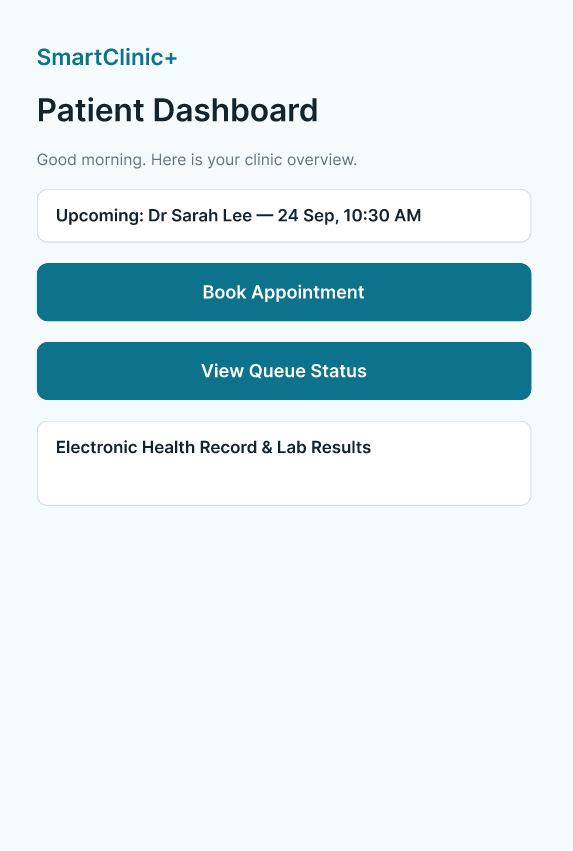 SmartClinic+
Patient Dashboard
Good morning. Here is your clinic overview.
Upcoming: Dr Sarah Lee — 24 Sep, 10:30 AM
Book Appointment
View Queue Status
Electronic Health Record & Lab Results